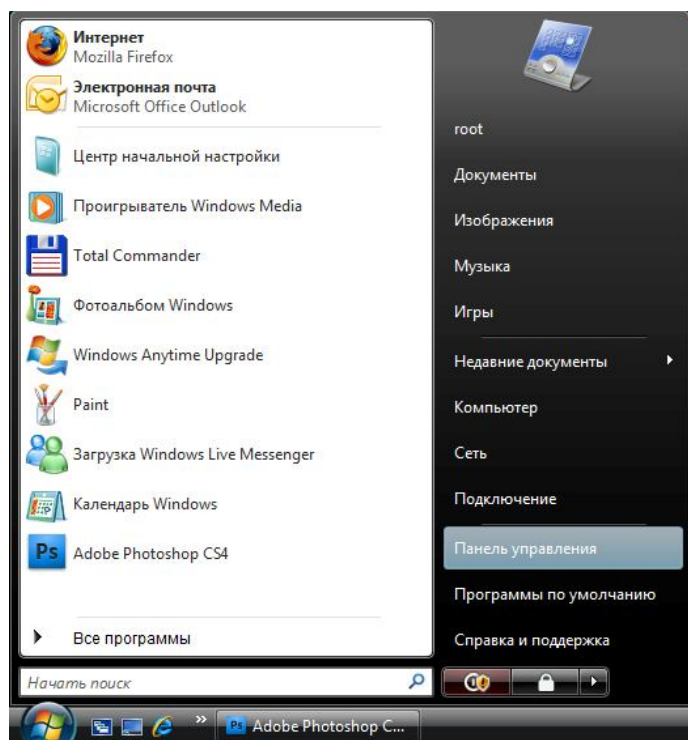 Интернет
Mozilla Firefox
Электронная почта
Microsoft Office Outlook
Центр начальной настройки
Проигрыватель Windows Media
Total Commander
Фотоальбом Windows
Windows Anytime Upgrade
Paint
Загрузка Windows Live Messenger
Календарь Windows
Ps
Adobe Photoshop CS4
Все программы
Начать поиск
root
Документы
Изображения
Музыка
Игры
Недавние документы
Компьютер
Сеть
Подключение
Панель управления
Программы по умолчанию
Справка и поддержка
»
Ps Adobe Photoshop C...